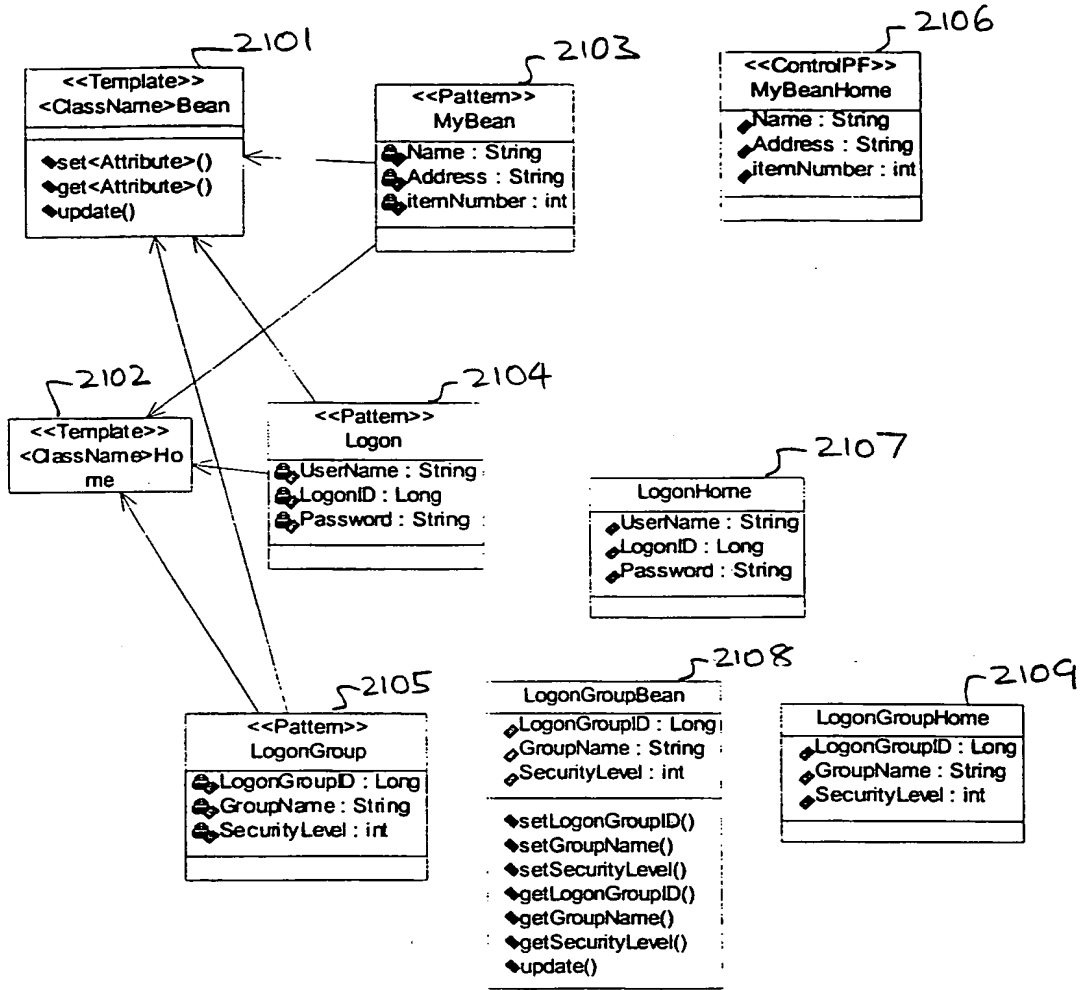 2101
<<Template>>
<ClassName>Bean
set<Attribute>()
get<Attribute>()
update()
2103
<<Pattern>>
MyBean
Name : String
Address : String
itemNumber : int
2106
<<ControlPF>>
MyBeanHome
Name : String
Address : String
itemNumber : int
2102
<<Template>>
<ClassName>Ho
me
2104
<<Pattern>>
Logon
UserName : String
LogonID : Long
Password : String
2107
LogonHome
UserName : String
LogonID : Long
Password : String
2105
<<Pattern>>
LogonGroup
LogonGroupID : Long
GroupName : String
SecurityLevel : int
2108
LogonGroupBean
LogonGroupID : Long
GroupName : String
SecurityLevel : int
setLogonGroupID()
setGroupName()
setSecurityLevel()
getLogonGroupID()
getGroupName()
getSecurityLevel()
update()
2109
LogonGroupHome
LogonGroupID : Long
GroupName : String
SecurityLevel : int